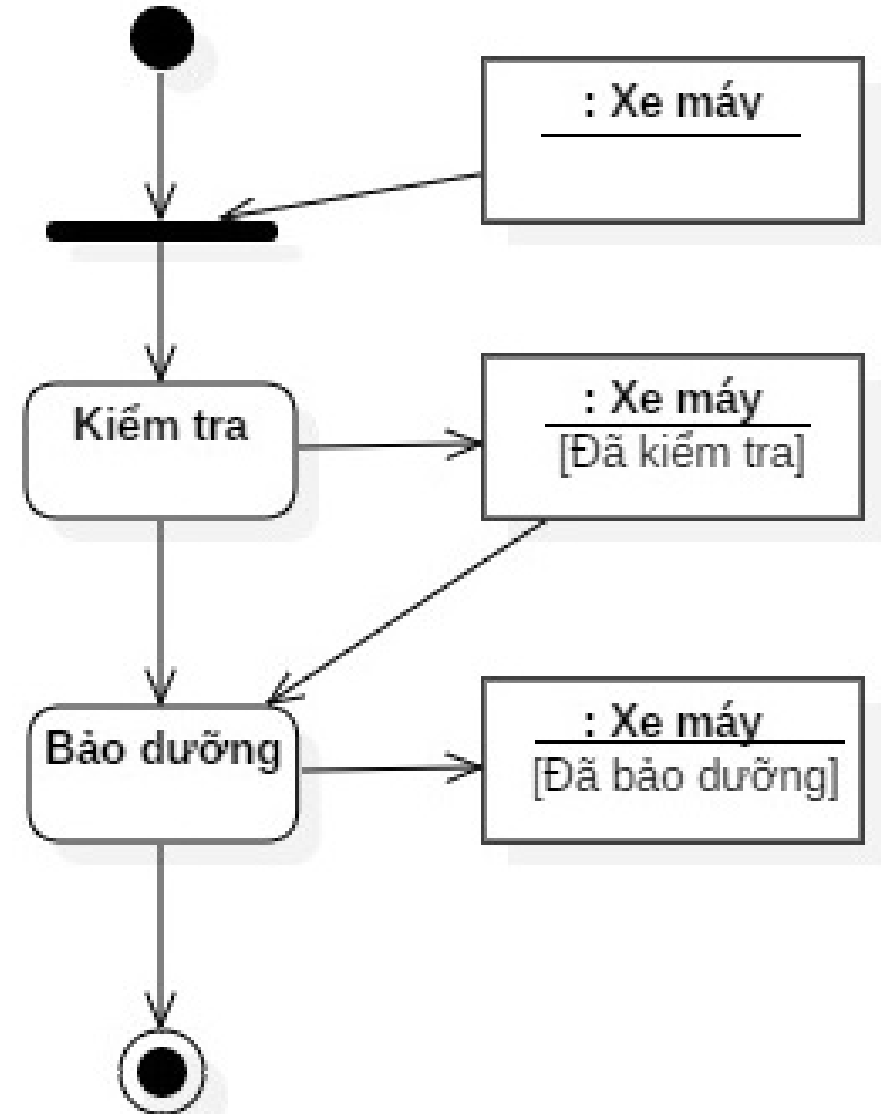 : Xe máy
Kiểm tra
: Xe máy
[Đã kiểm tra]
Bảo dưỡng
: Xe máy
[Đã bảo dưỡng]